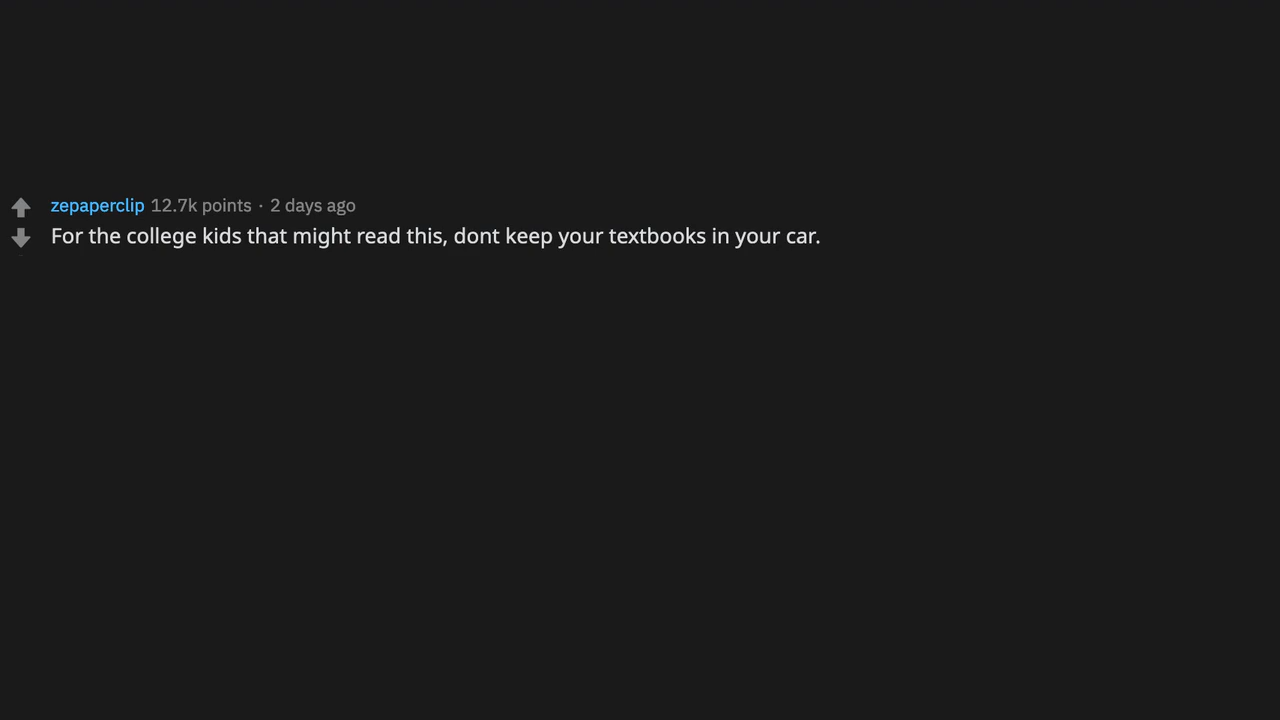 zepaperclip 12.7k points · 2 days ago
For the college kids that might read this, dont keep your textbooks in your car.